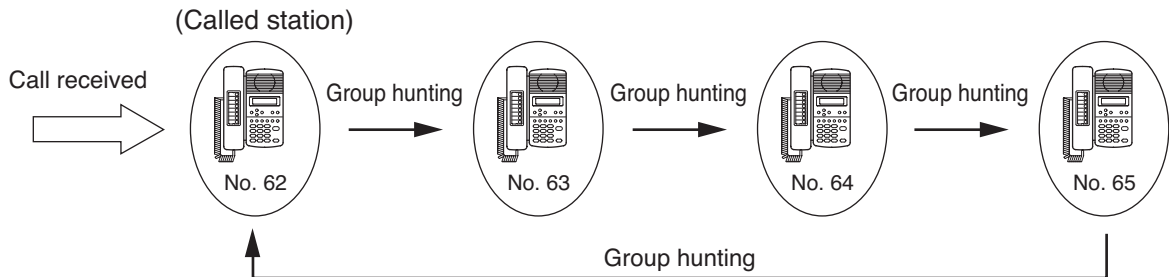 (Called station)
Call received
Group hunting
Group hunting
Group hunting
No. 62
No. 63
No. 64
No. 65
Group hunting